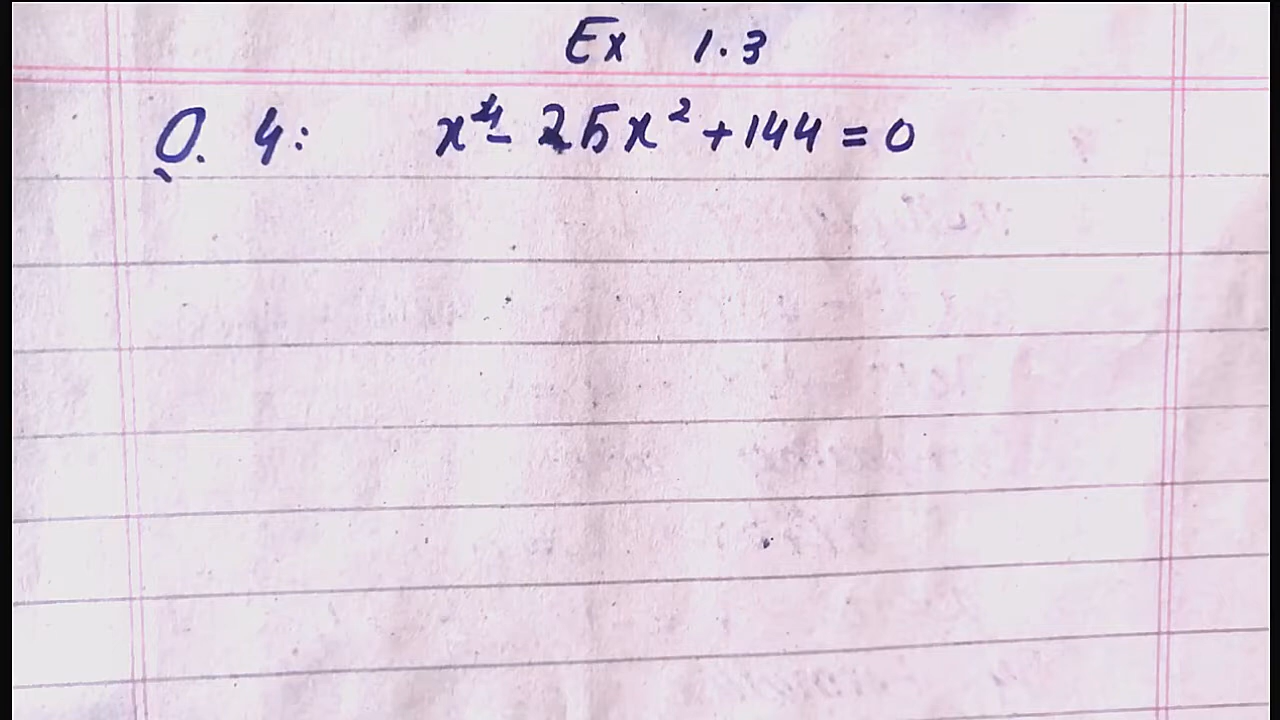 Ex 1.3
Q. 4: x⁴ - 25x² + 144 = 0